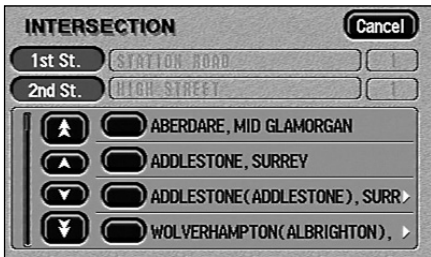 INTERSECTION Cancel
1st St. STATION ROAD 1
2nd St. HIGH STREET 1
ABERDARE, MID GLAMORGAN
ADDLESTONE, SURREY
ADDLESTONE(ADDLESTONE), SURR
WOLVERHAMPTON(ALBRIGHTON),